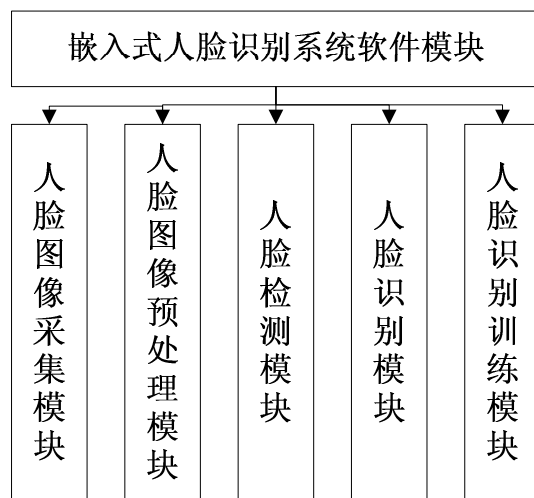 嵌入式人脸识别系统软件模块
人脸图像采集模块
人脸图像预处理模块
人脸检测模块
人脸识别模块
人脸识别训练模块